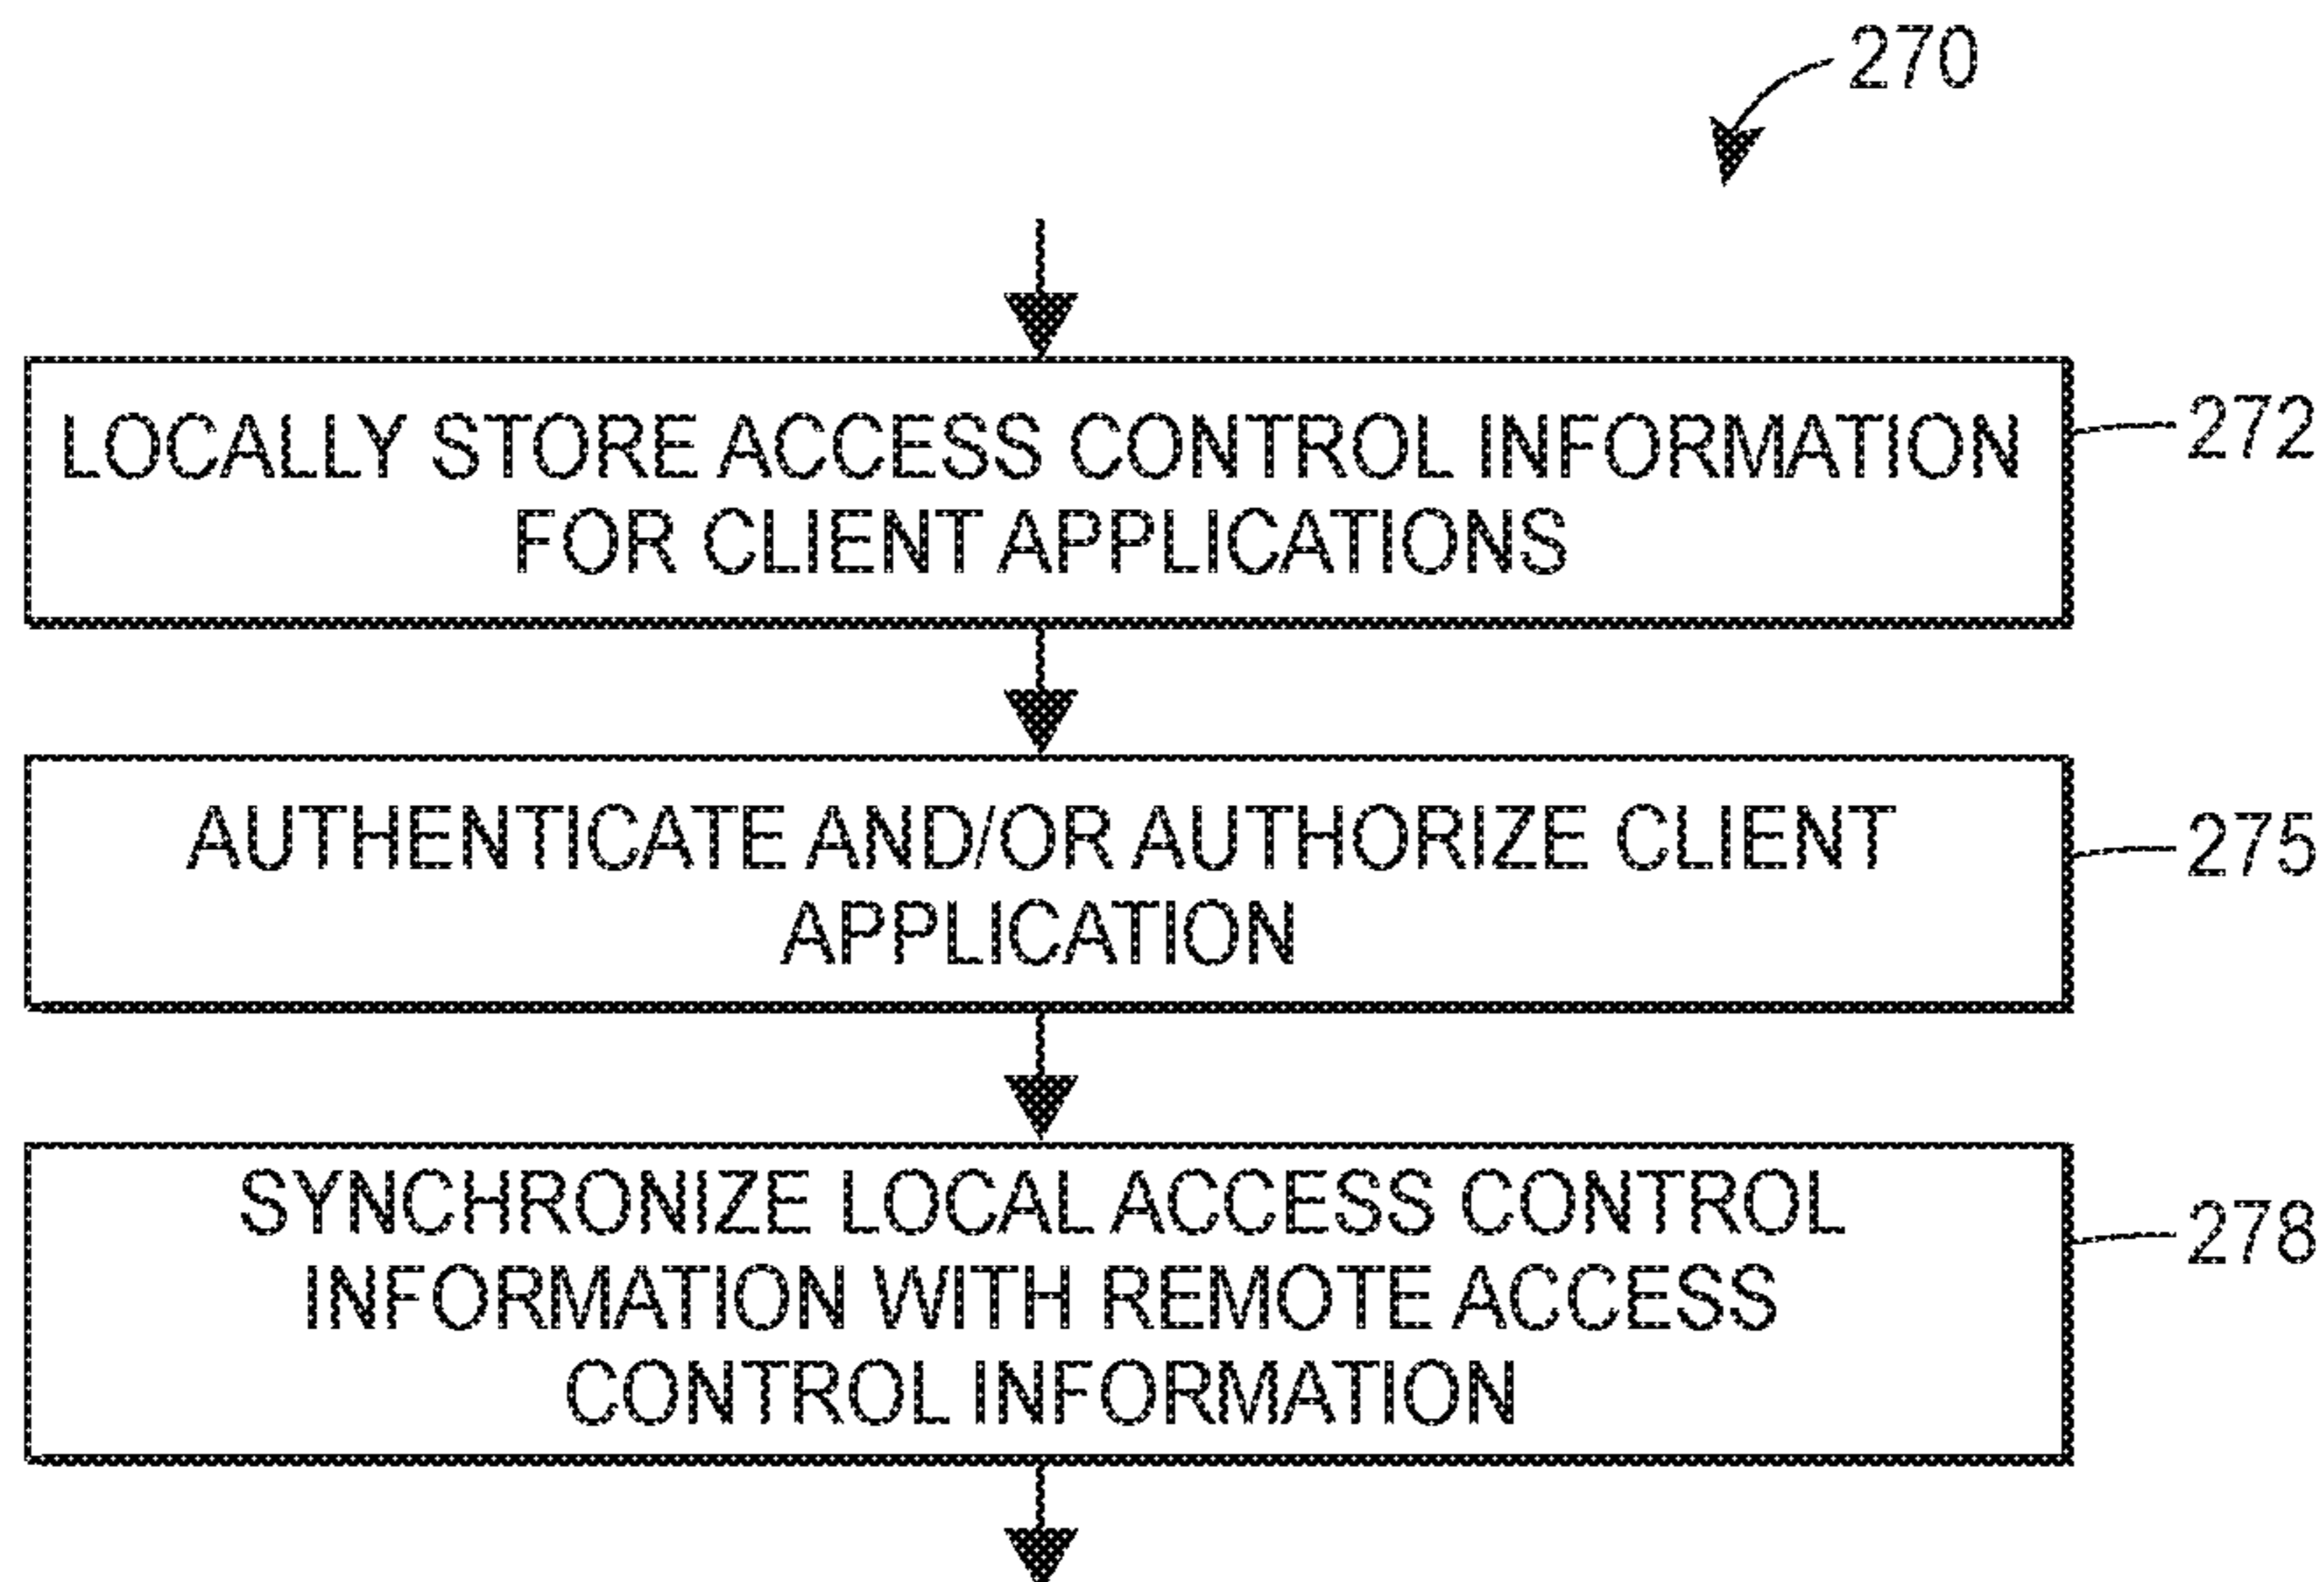 270
LOCALLY STORE ACCESS CONTROL INFORMATION
FOR CLIENT APPLICATIONS
272
AUTHENTICATE AND/OR AUTHORIZE CLIENT
APPLICATION
275
SYNCHRONIZE LOCAL ACCESS CONTROL
INFORMATION WITH REMOTE ACCESS
CONTROL INFORMATION
278